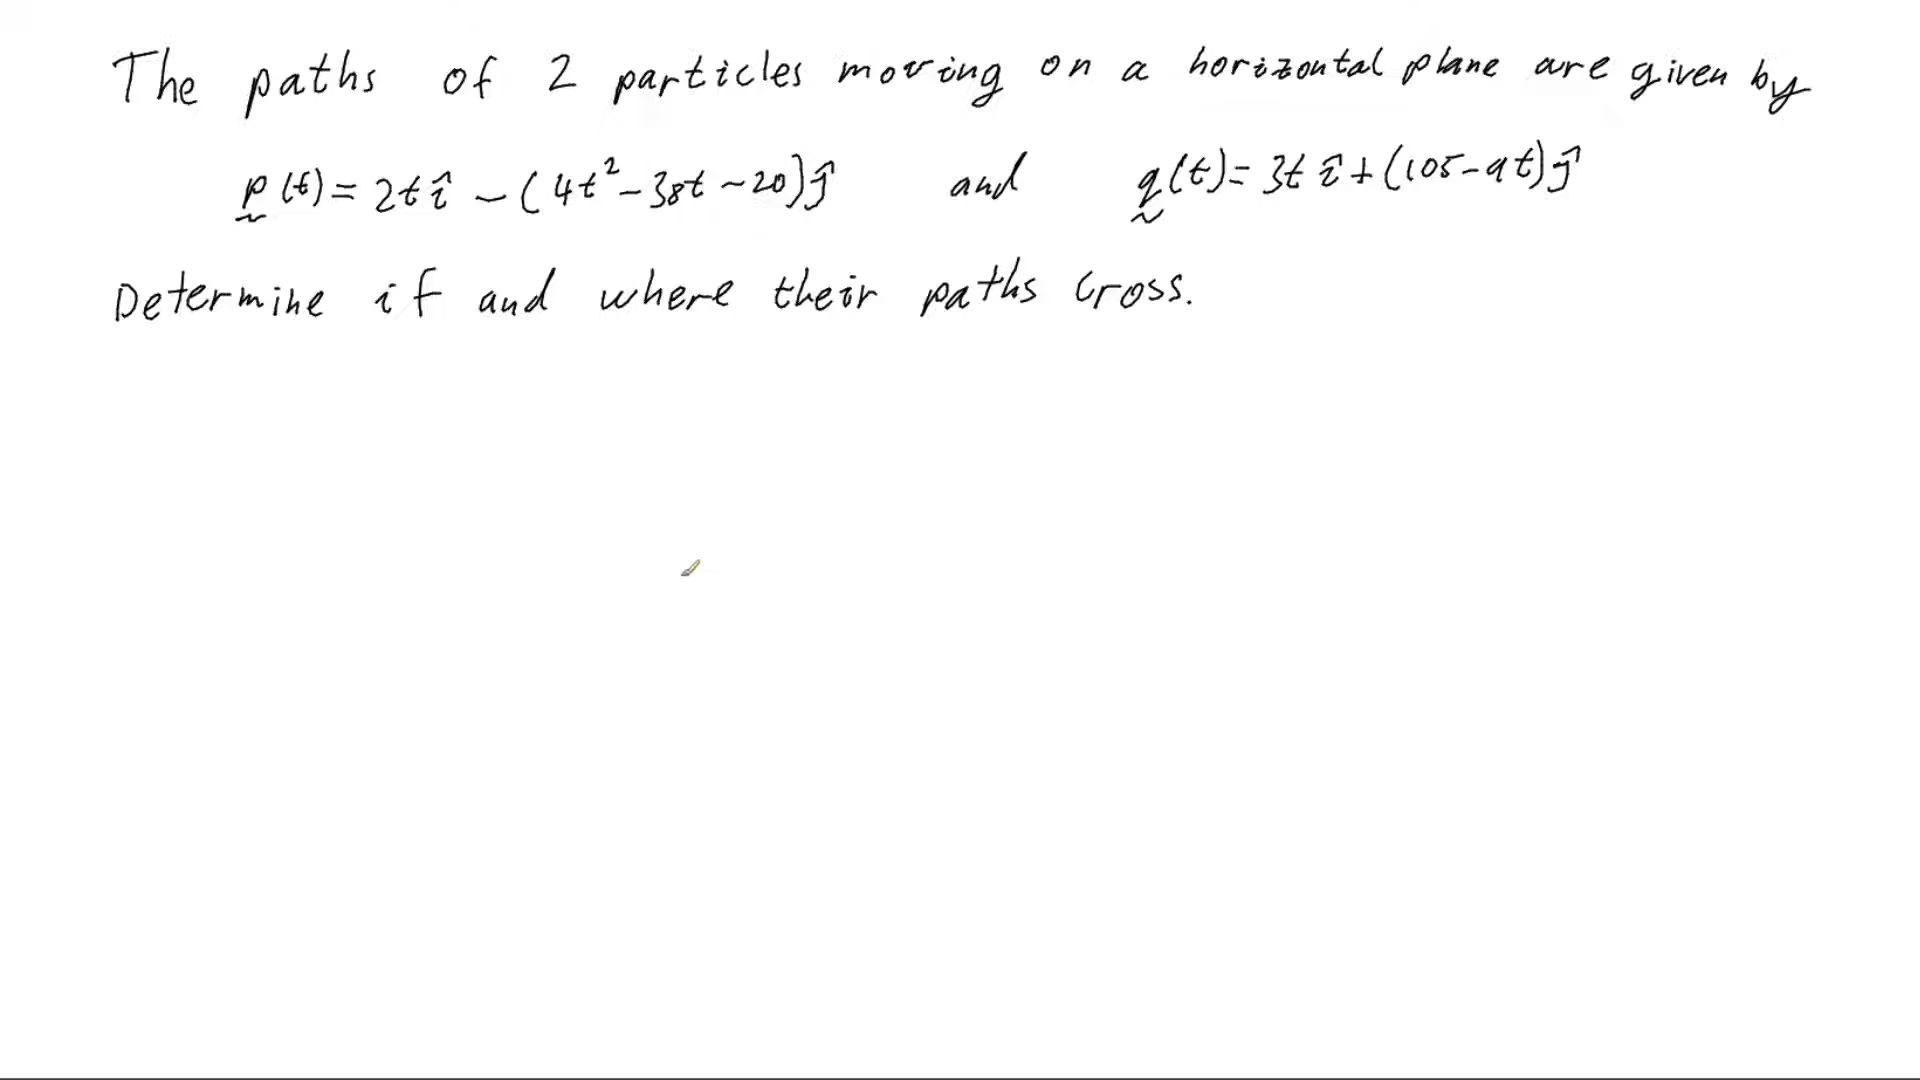 The paths of 2 particles moving on a horizontal plane are given by
p̰(t) = 2t î − (4t² − 38t − 20) ĵ and q̰(t) = 3t î + (105 − 9t) ĵ
Determine if and where their paths cross.